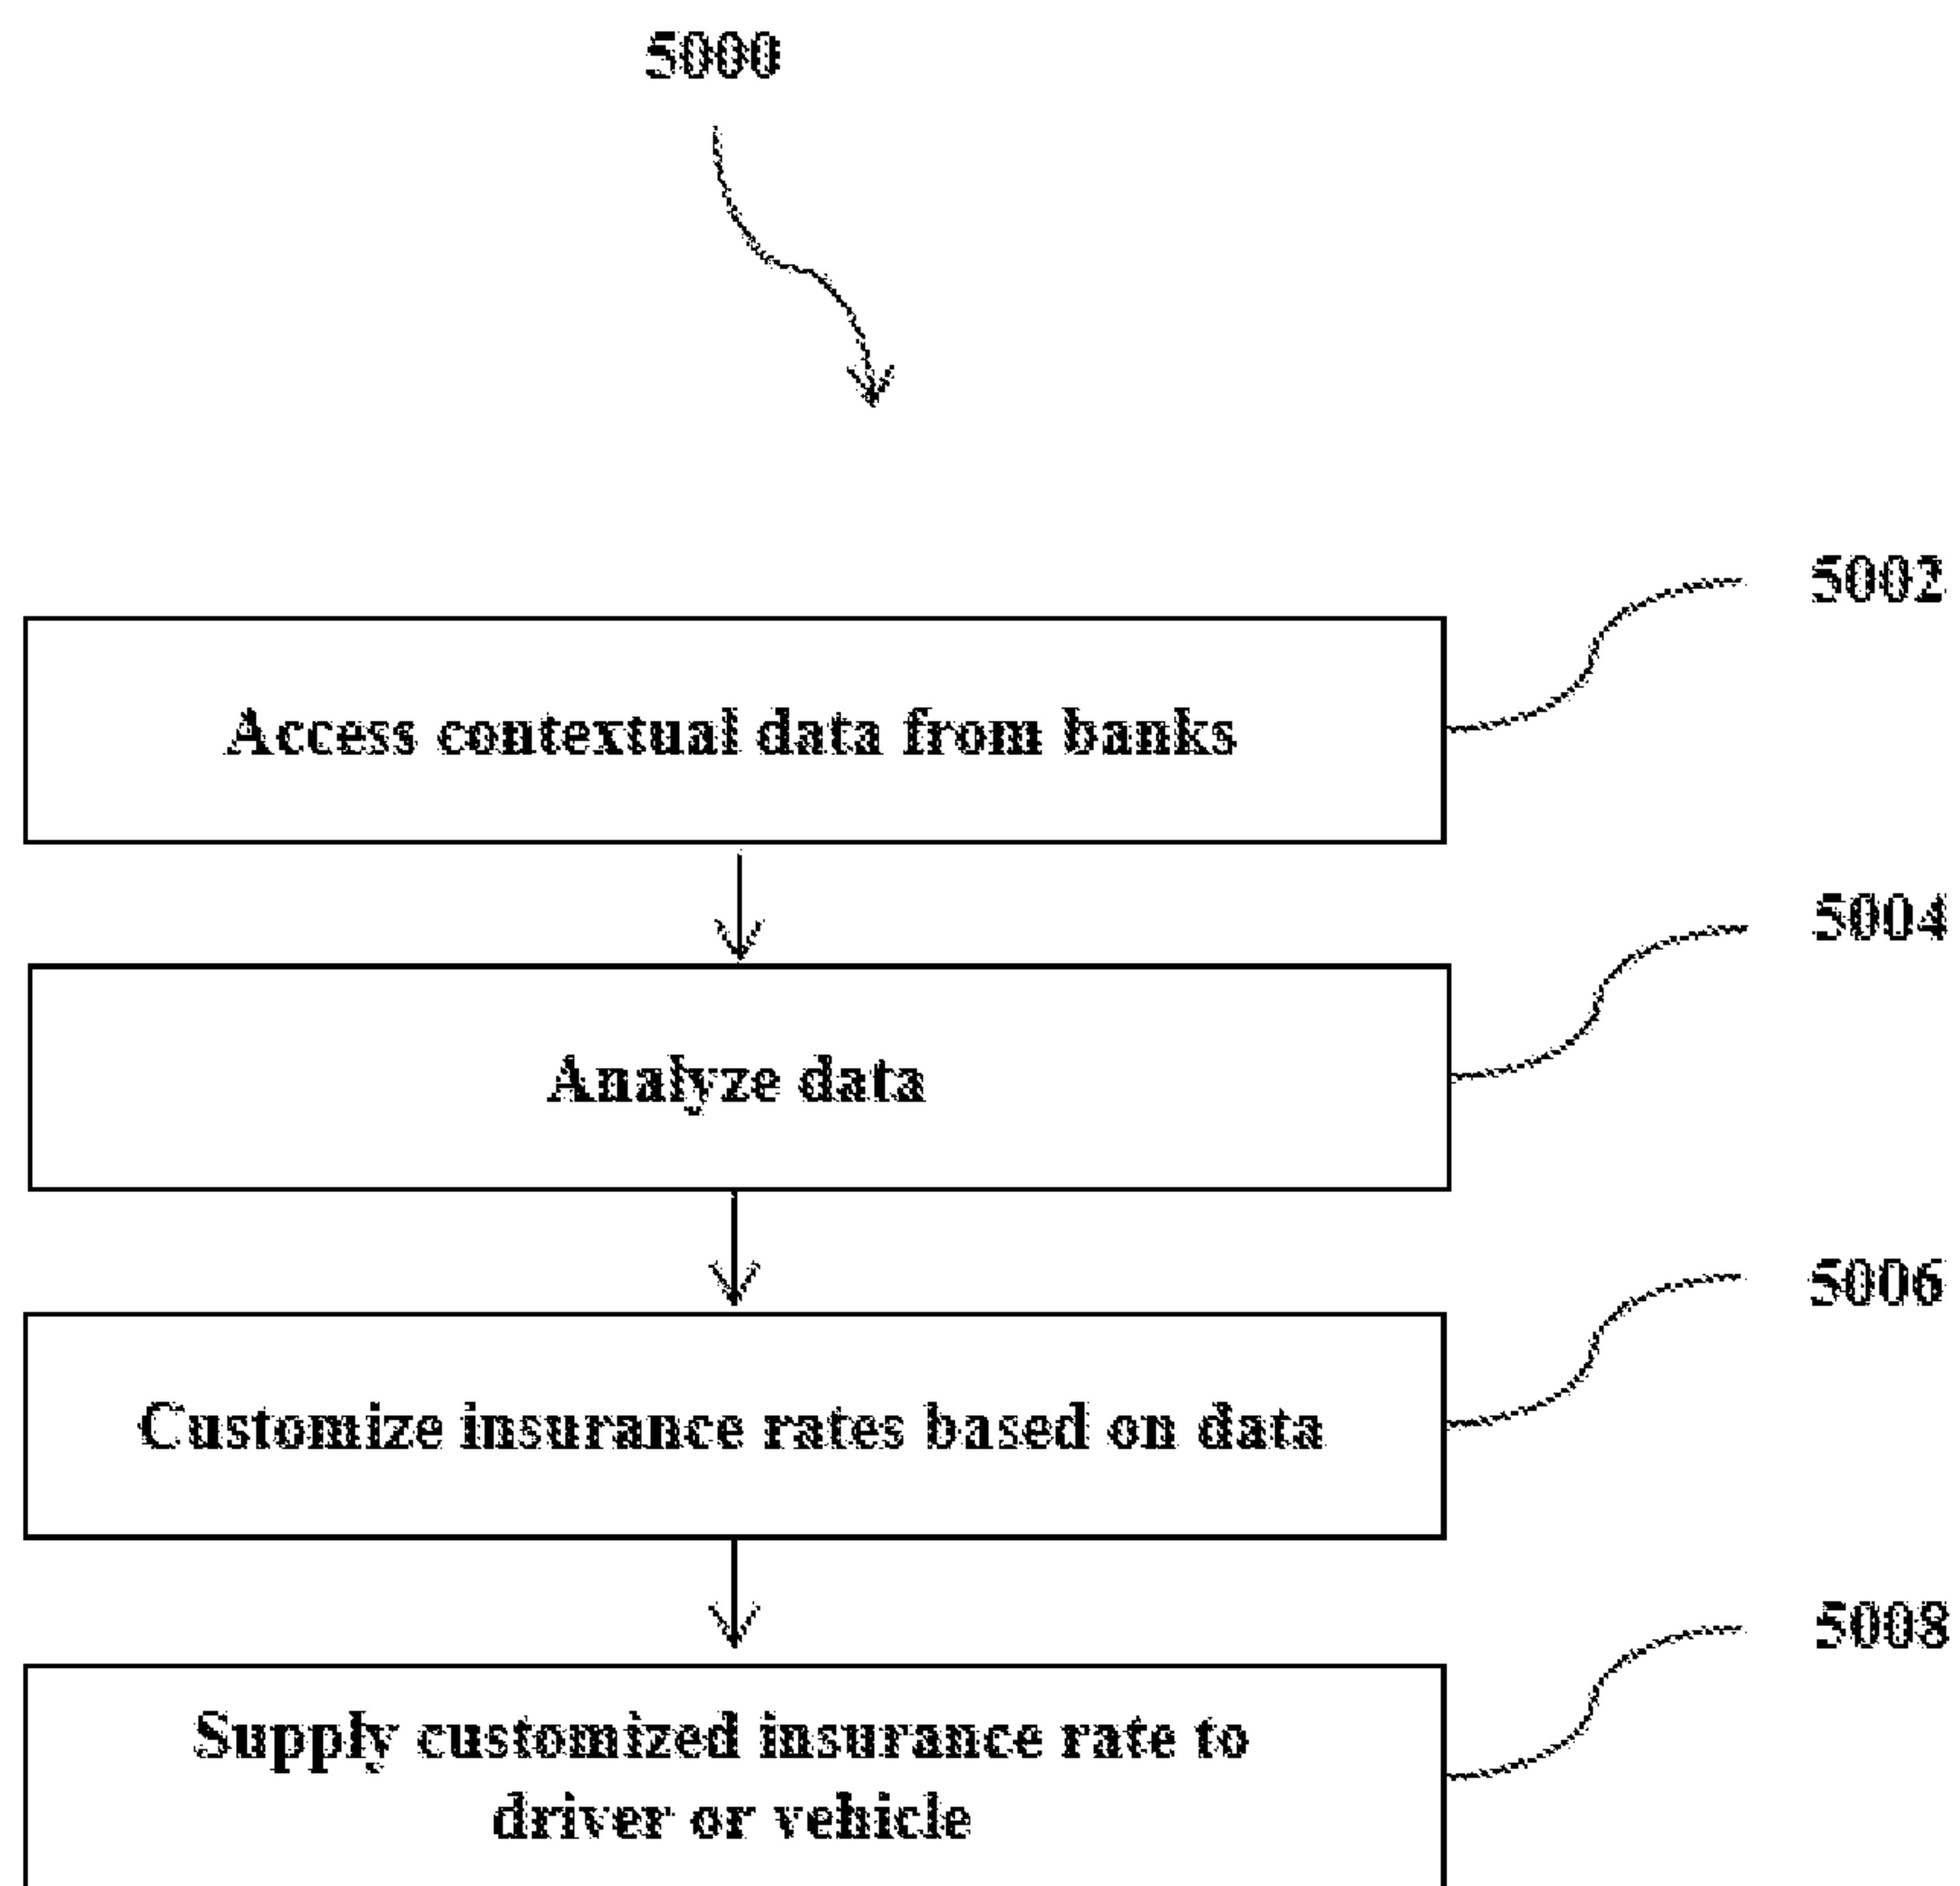 5000
5002
Access contextual data from banks
5004
Analyze data
5006
Customize insurance rates based on data
5008
Supply customized insurance rate to
driver or vehicle